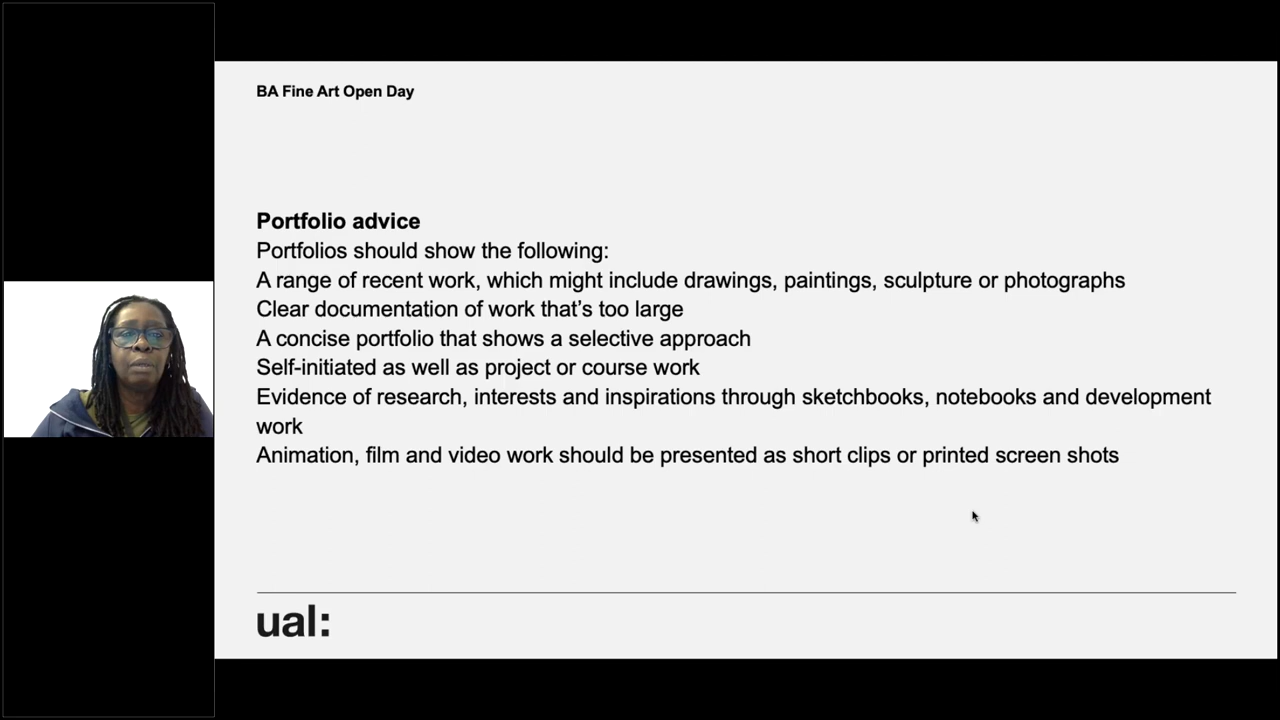 BA Fine Art Open Day
Portfolio advice
Portfolios should show the following:
A range of recent work, which might include drawings, paintings, sculpture or photographs
Clear documentation of work that’s too large
A concise portfolio that shows a selective approach
Self-initiated as well as project or course work
Evidence of research, interests and inspirations through sketchbooks, notebooks and development
work
Animation, film and video work should be presented as short clips or printed screen shots
ual: